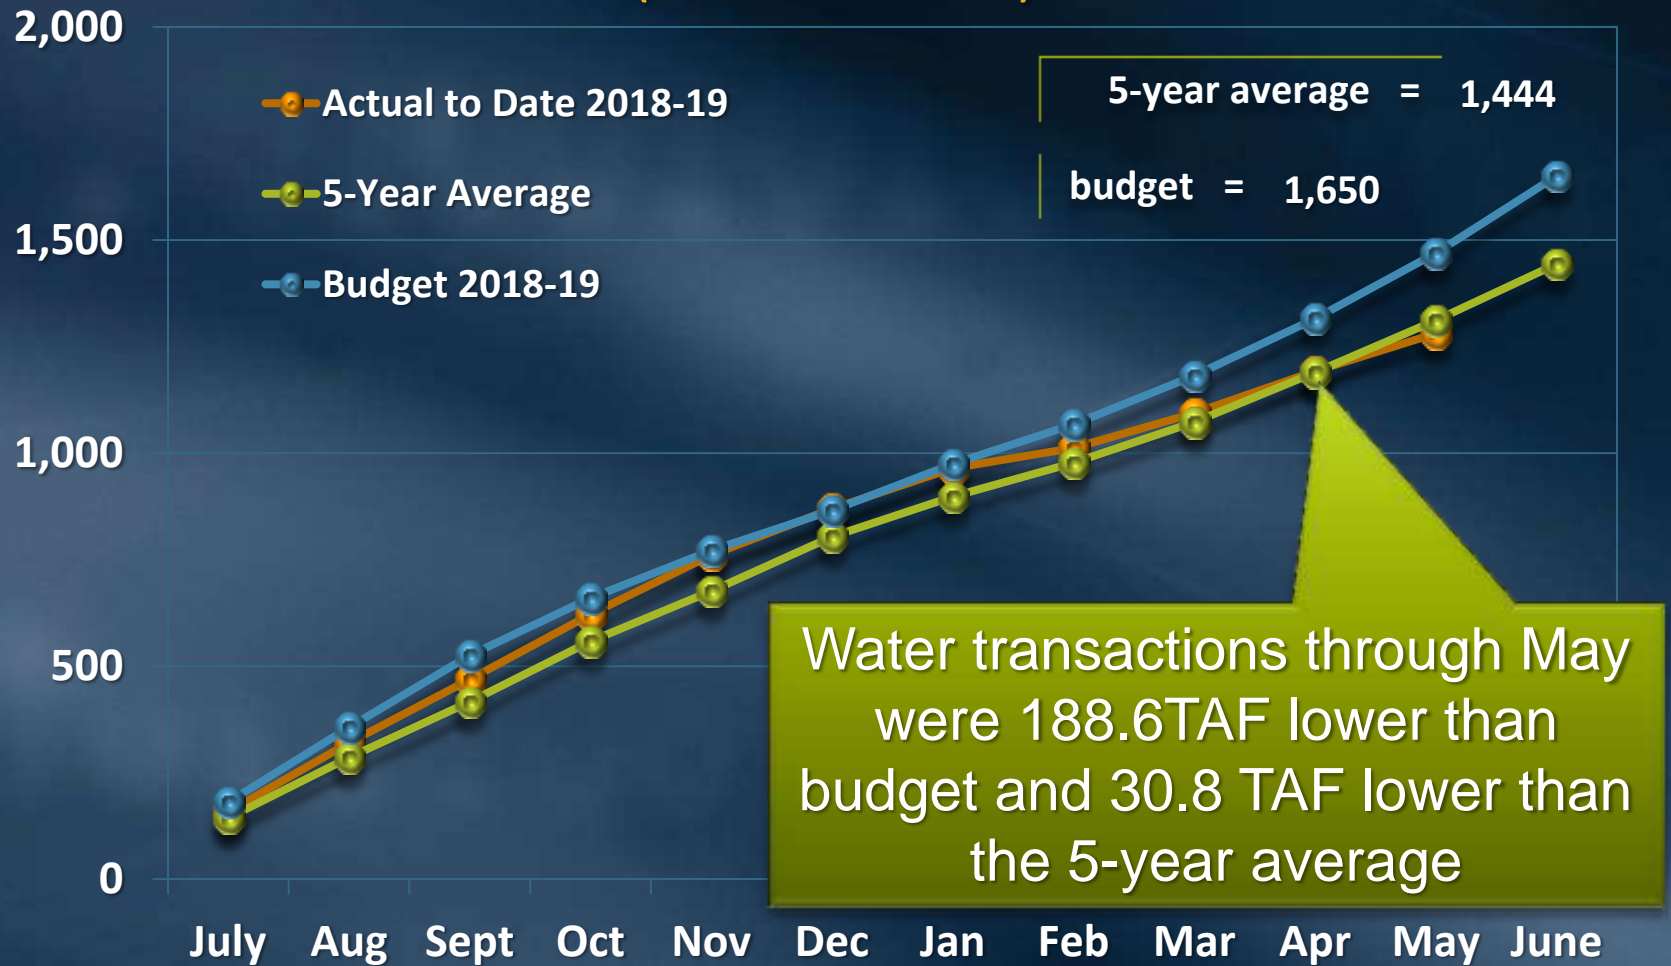 2,000
1,500
1,000
500
0
Actual to Date 2018-19
5-Year Average
Budget 2018-19
5-year average = 1,444
budget = 1,650
Water transactions through May
were 188.6TAF lower than
budget and 30.8 TAF lower than
the 5-year average
July Aug Sept Oct Nov Dec Jan Feb Mar Apr May June